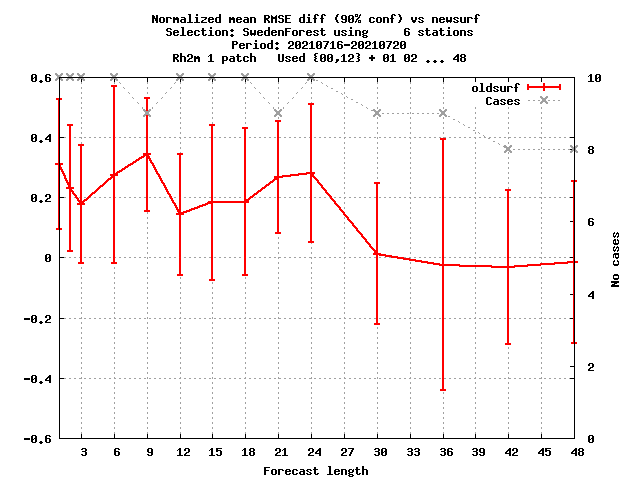 Normalized mean RMSE diff (90% conf) vs newsurf
Selection: SwedenForest using     6 stations
Period: 20210716-20210720
Rh2m 1 patch   Used {00,12} + 01 02 ... 48
oldsurf
Cases
0.6
0.4
0.2
0
-0.2
-0.4
-0.6
10
8
6
4
2
0
No cases
3 6 9 12 15 18 21 24 27 30 33 36 39 42 45 48
Forecast length